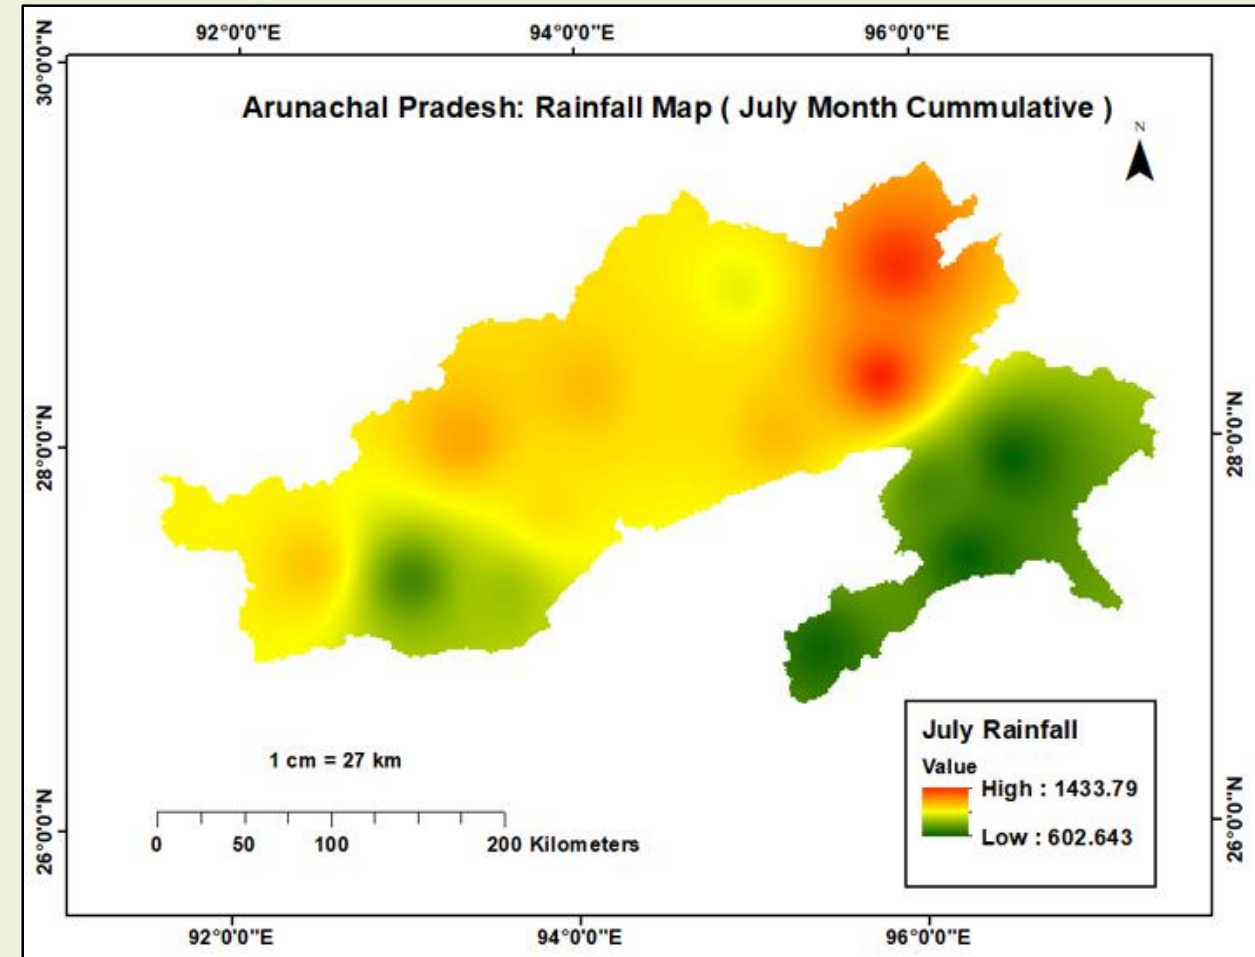 92°0'0"E 94°0'0"E 96°0'0"E
30°0'0"N
Arunachal Pradesh: Rainfall Map ( July Month Cummulative )
N
28°0'0"N 28°0'0"N
July Rainfall
Value
High : 1433.79
Low : 602.643
1 cm = 27 km
0 50 100 200 Kilometers
26°0'0"N 26°0'0"N
92°0'0"E 94°0'0"E 96°0'0"E